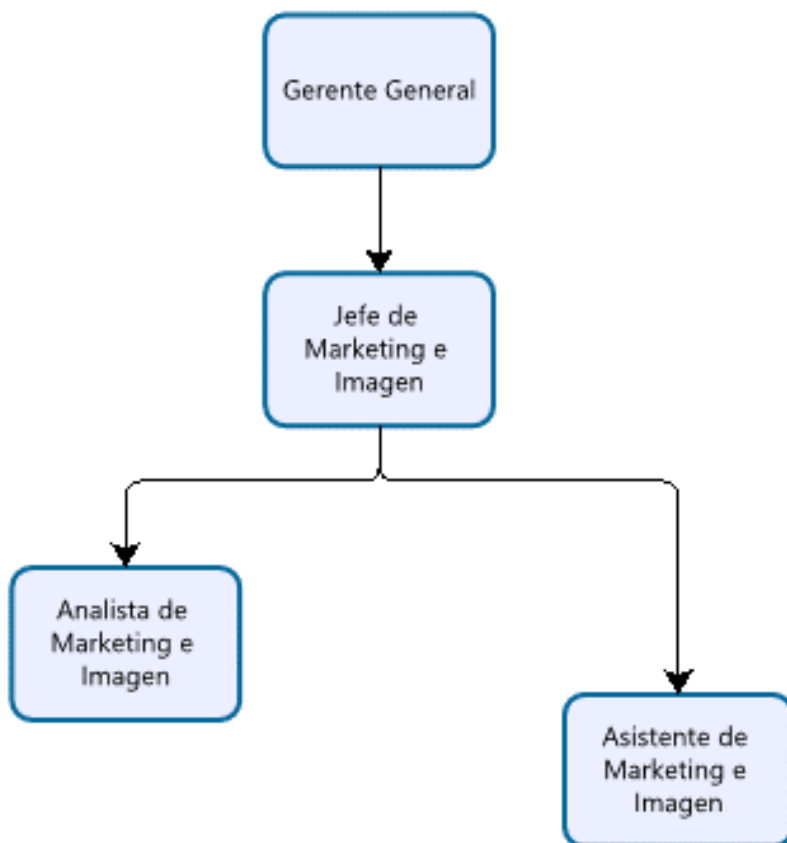 Gerente General
Jefe de
Marketing e
Imagen
Analista de
Marketing e
Imagen
Asistente de
Marketing e
Imagen